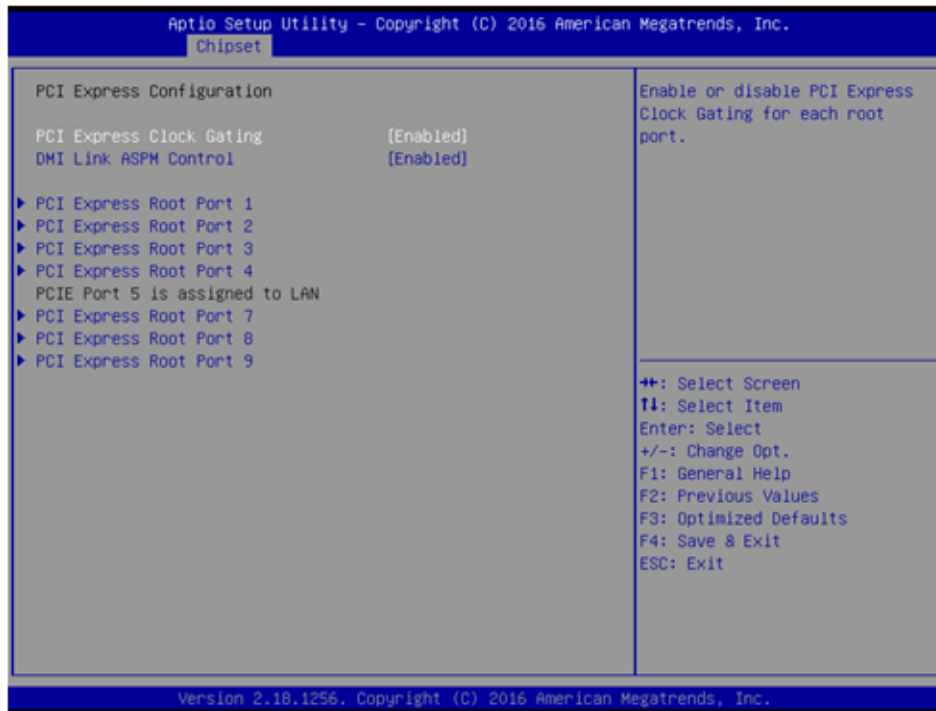 Aptio Setup Utility – Copyright (C) 2016 American Megatrends, Inc.
Chipset
PCI Express Configuration
PCI Express Clock Gating [Enabled]
DMI Link ASPM Control [Enabled]
PCI Express Root Port 1
PCI Express Root Port 2
PCI Express Root Port 3
PCI Express Root Port 4
PCIE Port 5 is assigned to LAN
PCI Express Root Port 7
PCI Express Root Port 8
PCI Express Root Port 9
Enable or disable PCI Express
Clock Gating for each root
port.
→←: Select Screen
↑↓: Select Item
Enter: Select
+/-: Change Opt.
F1: General Help
F2: Previous Values
F3: Optimized Defaults
F4: Save & Exit
ESC: Exit
Version 2.18.1256. Copyright (C) 2016 American Megatrends, Inc.